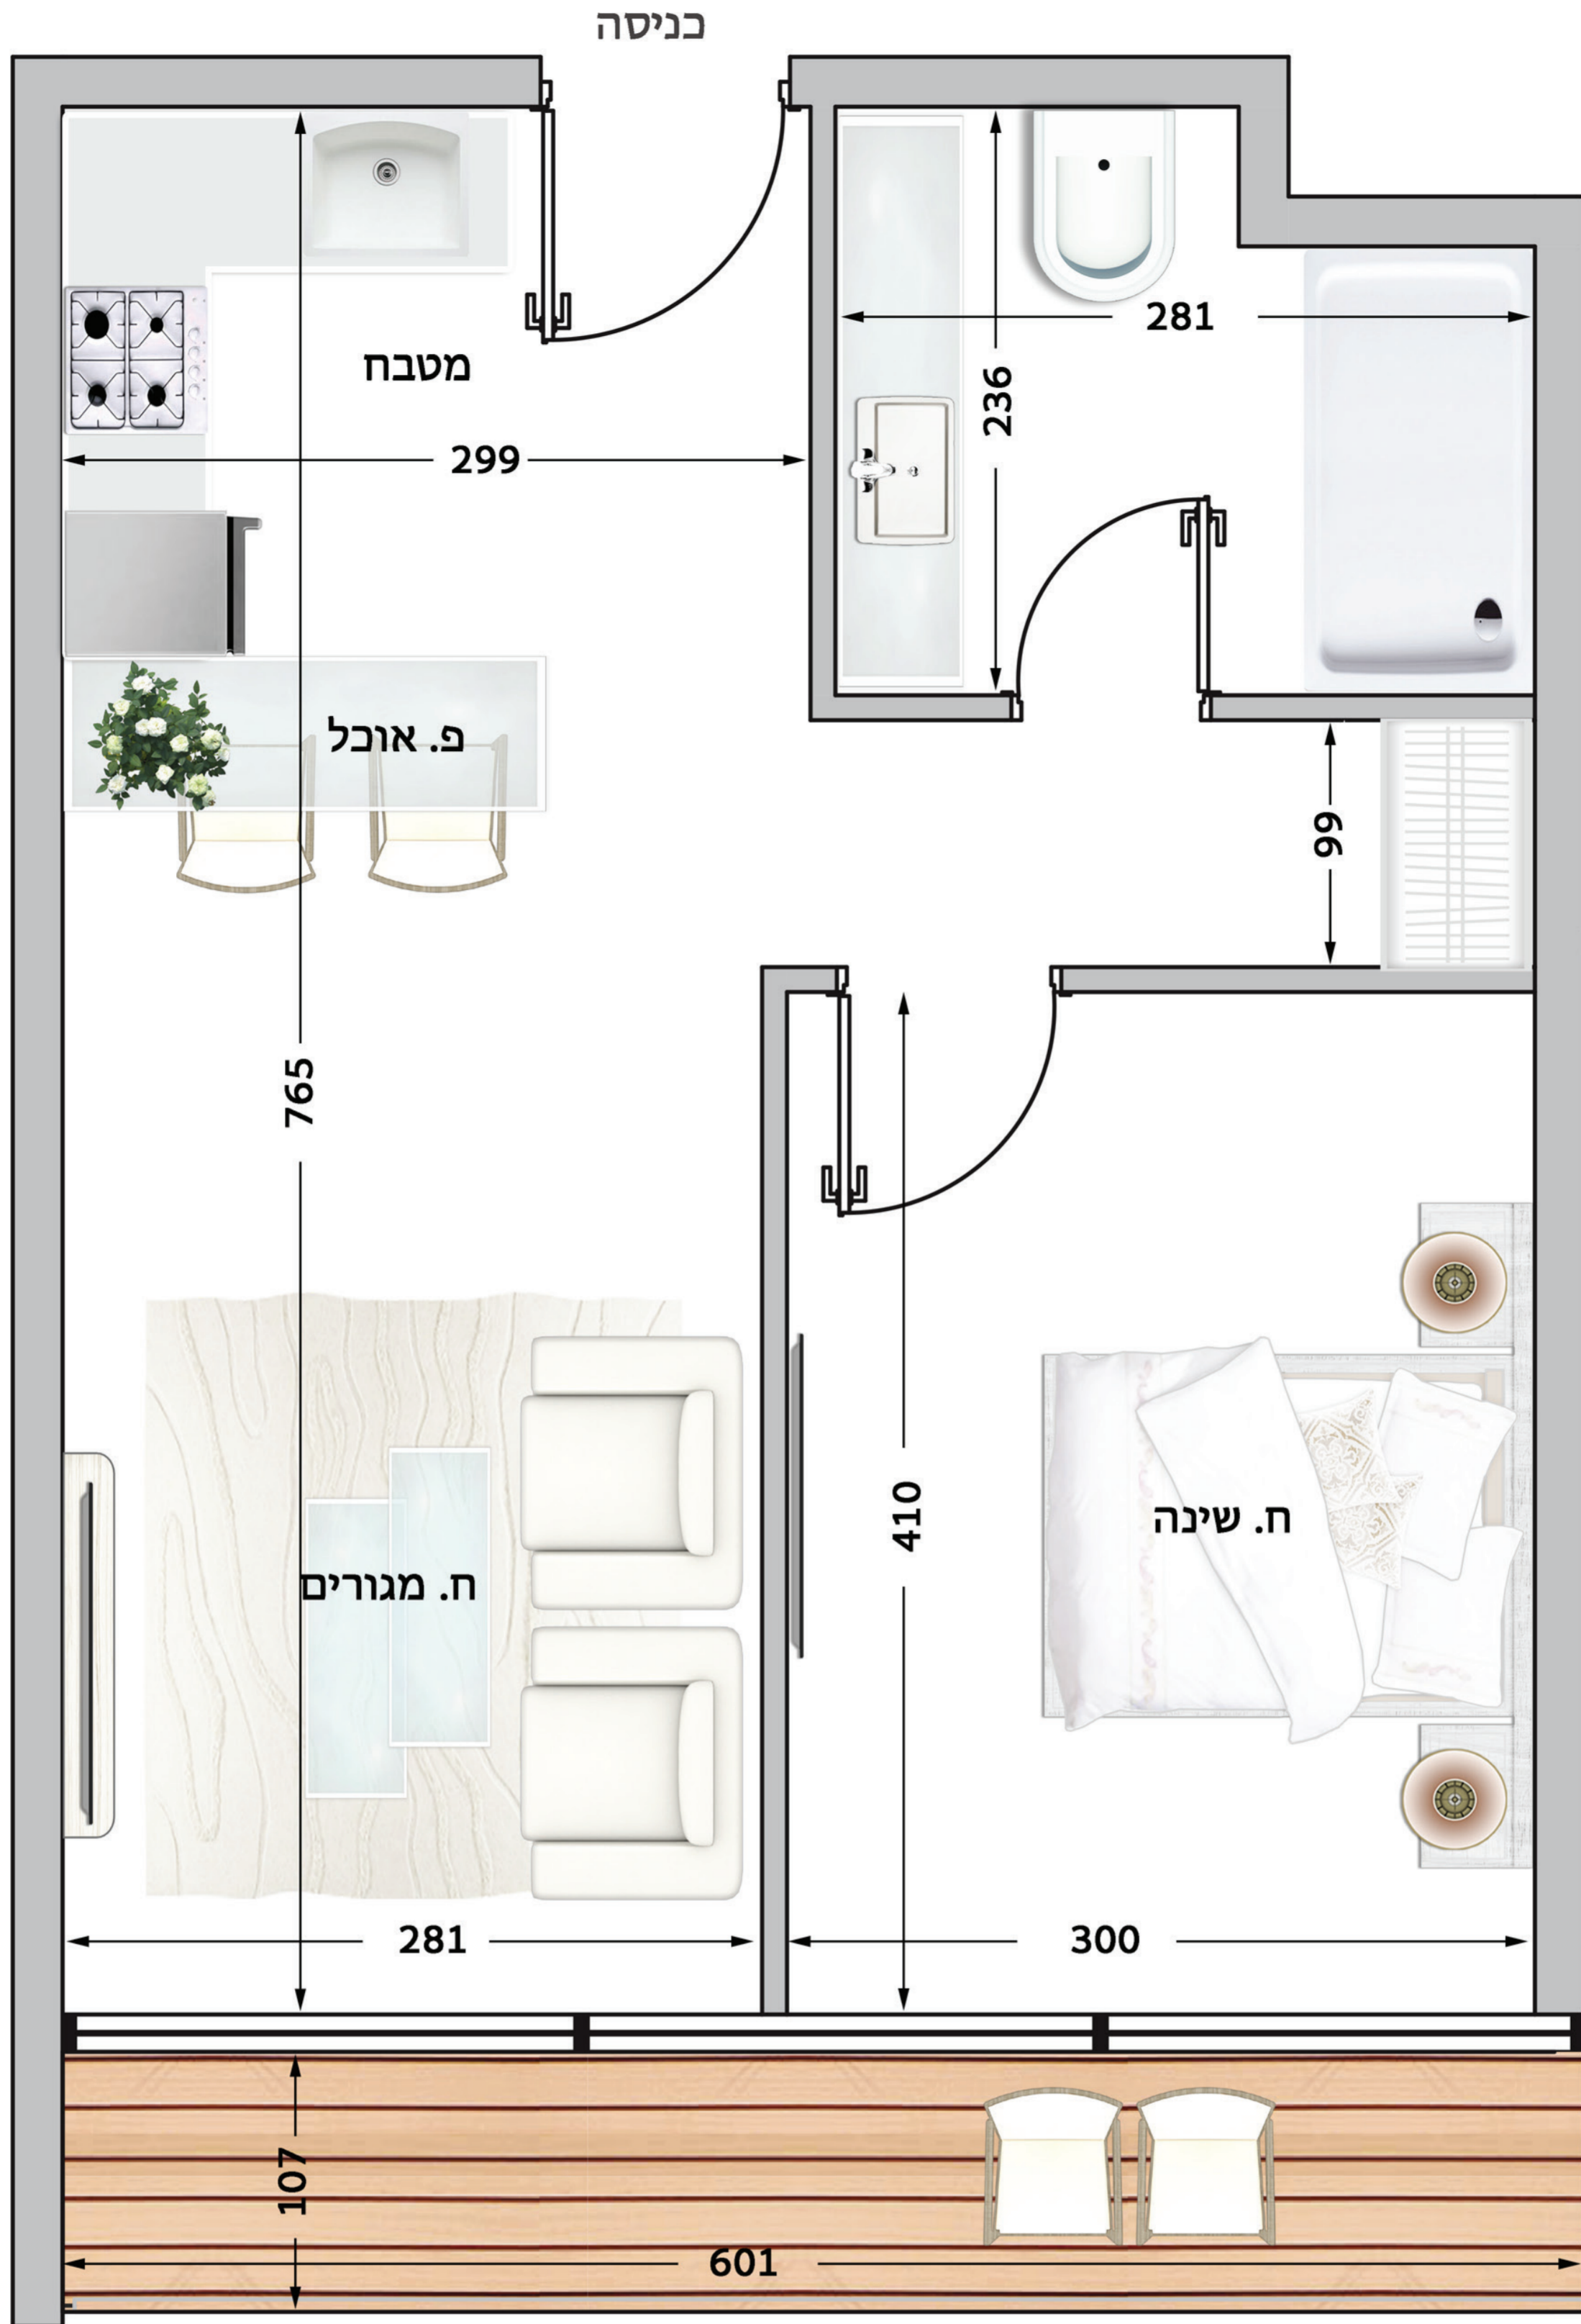 כניסה
281
236
מטבח
299
פ. אוכל
99
765
410
ח. שינה
ח. מגורים
281
300
107
601